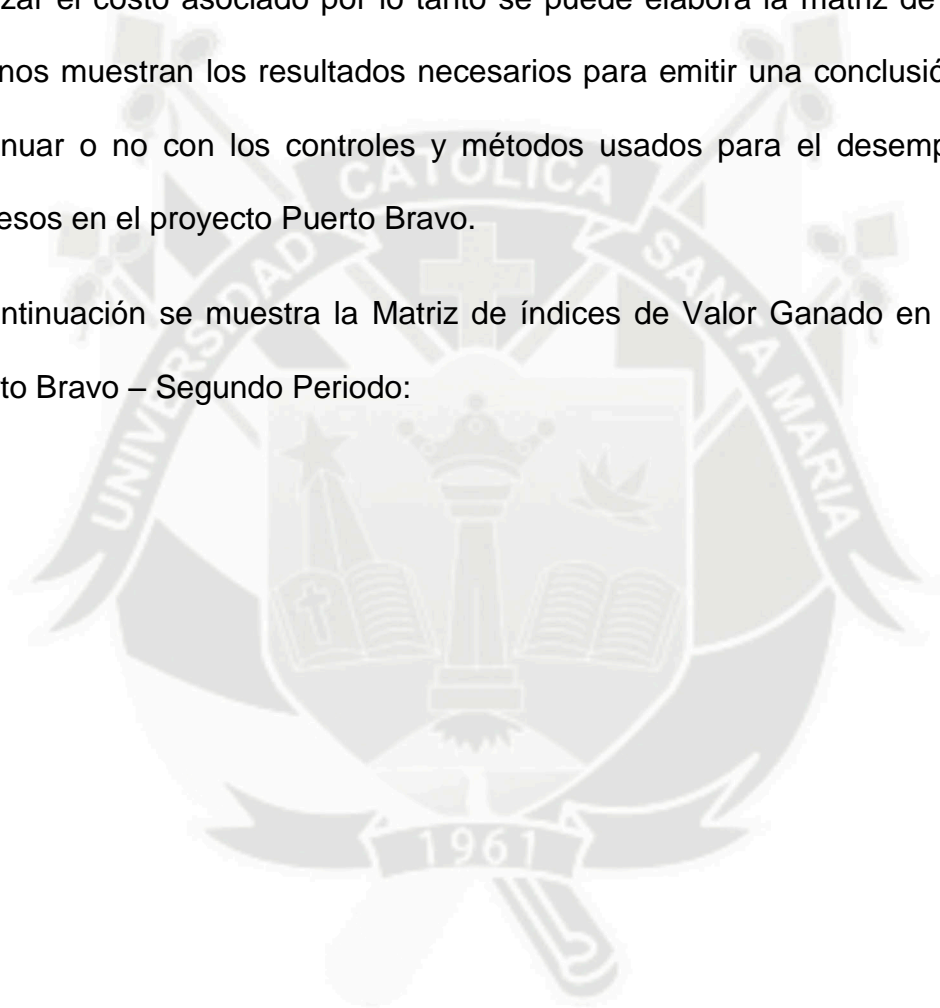 zar el costo asociado por lo tanto se puede elabora la matriz de
nos muestran los resultados necesarios para emitir una conclusió
nuar o no con los controles y métodos usados para el desemp
esos en el proyecto Puerto Bravo.
ntinuación se muestra la Matriz de índices de Valor Ganado en
to Bravo – Segundo Periodo:
UNIVERSIDAD CATOLICA SANTA MARIA
1961